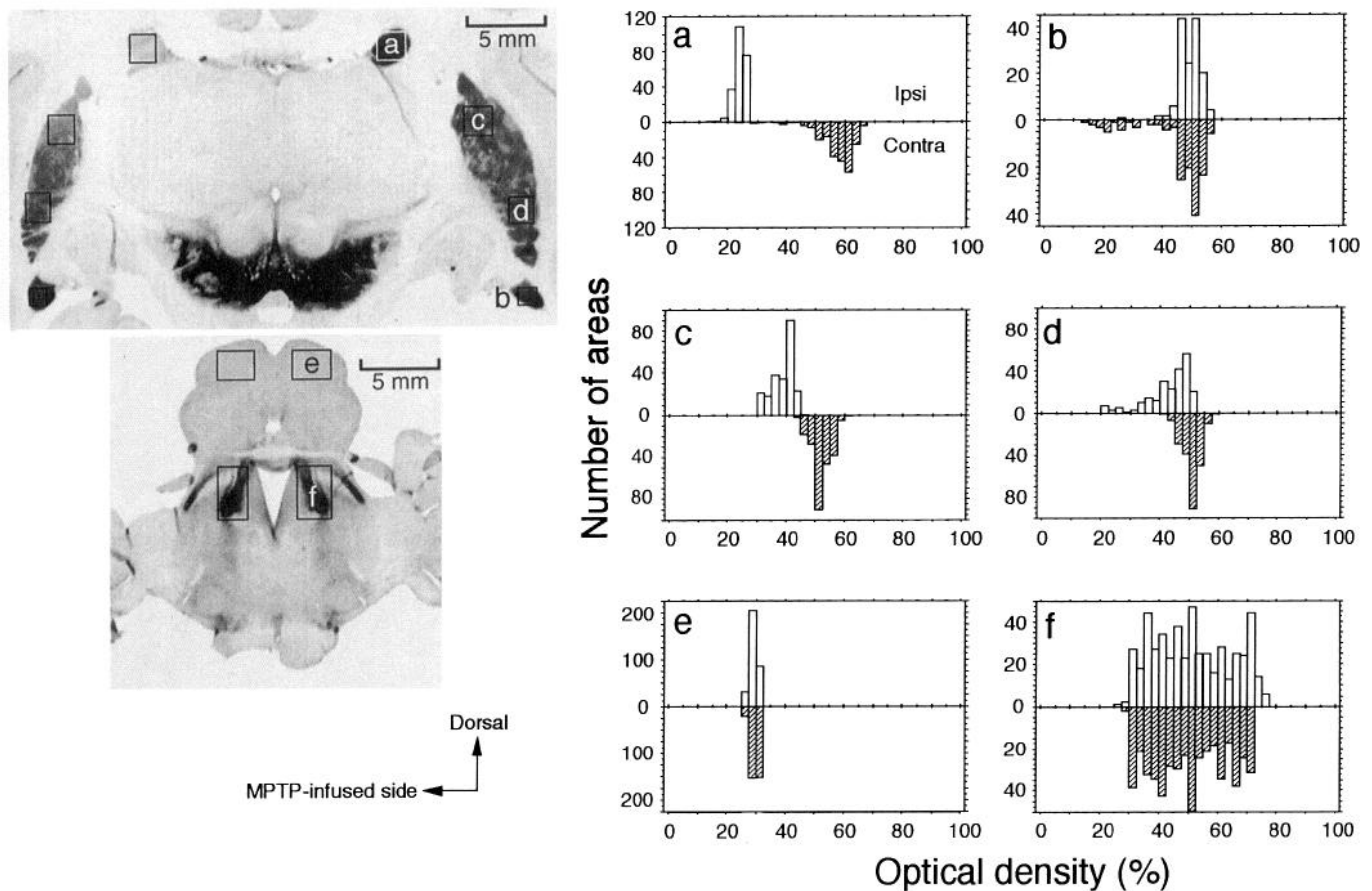 5 mm
a
c
d
b
e
5 mm
f
Dorsal
MPTP-infused side
Number of areas
a
120
80
40
0
40
80
120
Ipsi
Contra
0 20 40 60 80 100
b
40
20
0
20
40
0 20 40 60 80 100
c
80
40
0
40
80
0 20 40 60 80 100
d
80
40
0
40
80
0 20 40 60 80 100
e
200
100
0
100
200
0 20 40 60 80 100
f
40
20
0
20
40
0 20 40 60 80 100
Optical density (%)